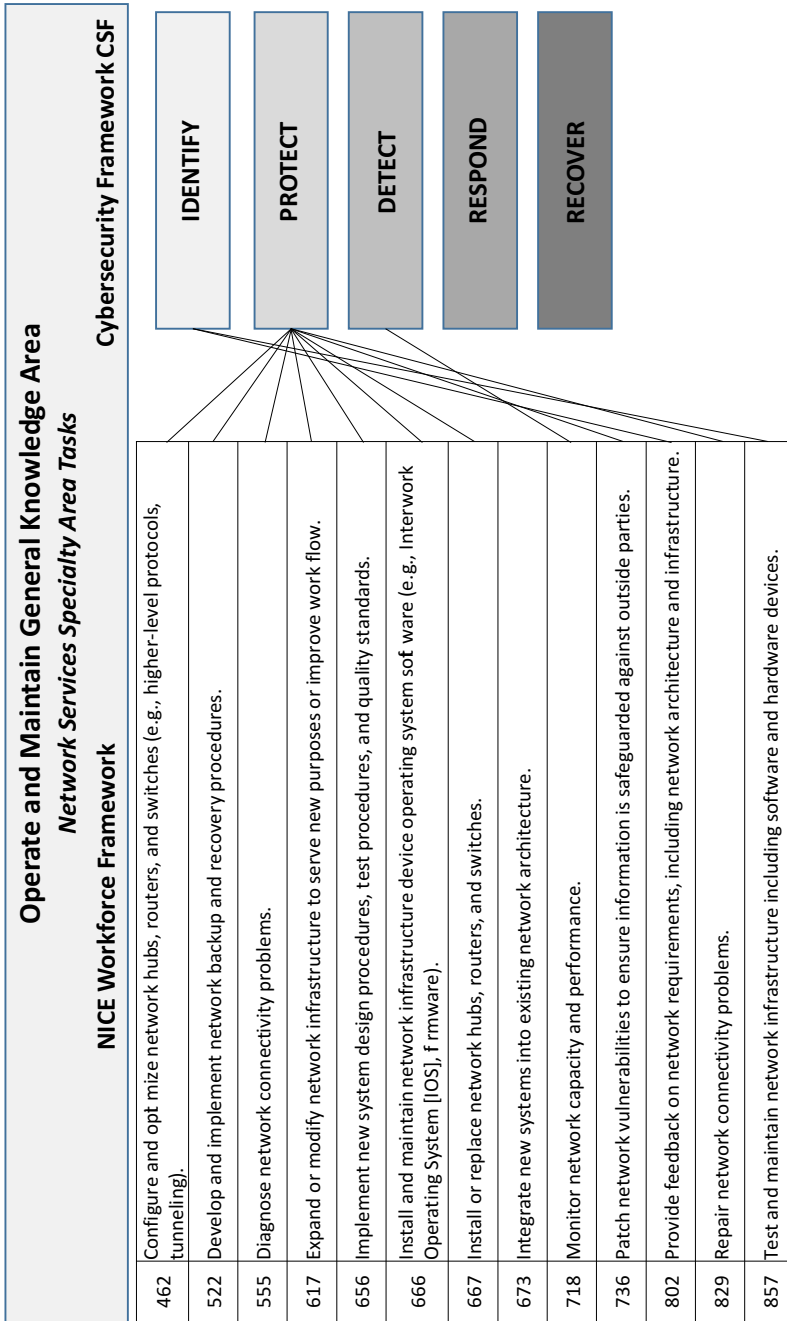 Operate and Maintain General Knowledge Area
Network Services Specialty Area Tasks
NICE Workforce Framework
Cybersecurity Framework CSF
462 Configure and opt mize network hubs, routers, and switches (e.g., higher-level protocols,
tunneling).
522 Develop and implement network backup and recovery procedures.
555 Diagnose network connectivity problems.
617 Expand or modify network infrastructure to serve new purposes or improve work flow.
656 Implement new system design procedures, test procedures, and quality standards.
666 Install and maintain network infrastructure device operating system sof ware (e.g., Interwork
Operating System [IOS], f rmware).
667 Install or replace network hubs, routers, and switches.
673 Integrate new systems into existing network architecture.
718 Monitor network capacity and performance.
736 Patch network vulnerabilities to ensure information is safeguarded against outside parties.
802 Provide feedback on network requirements, including network architecture and infrastructure.
829 Repair network connectivity problems.
857 Test and maintain network infrastructure including software and hardware devices.
IDENTIFY
PROTECT
DETECT
RESPOND
RECOVER